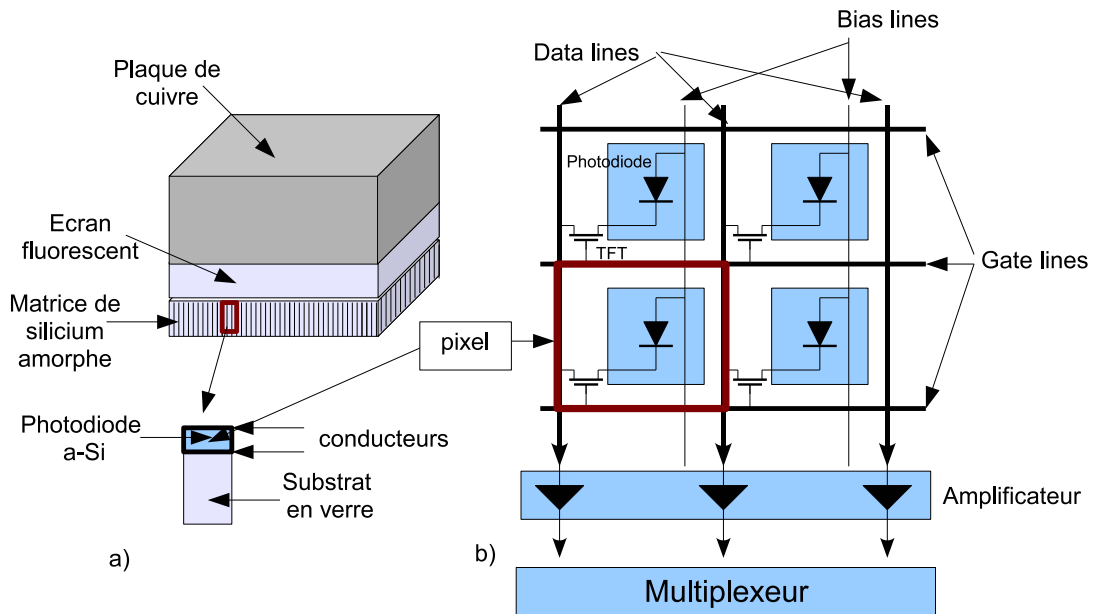 Plaque de
cuivre
Ecran
fluorescent
Matrice de
silicium
amorphe
Photodiode
a-Si
conducteurs
Substrat
en verre
a)
pixel
Bias lines
Data lines
Photodiode
TFT
Gate lines
Amplificateur
b)
Multiplexeur